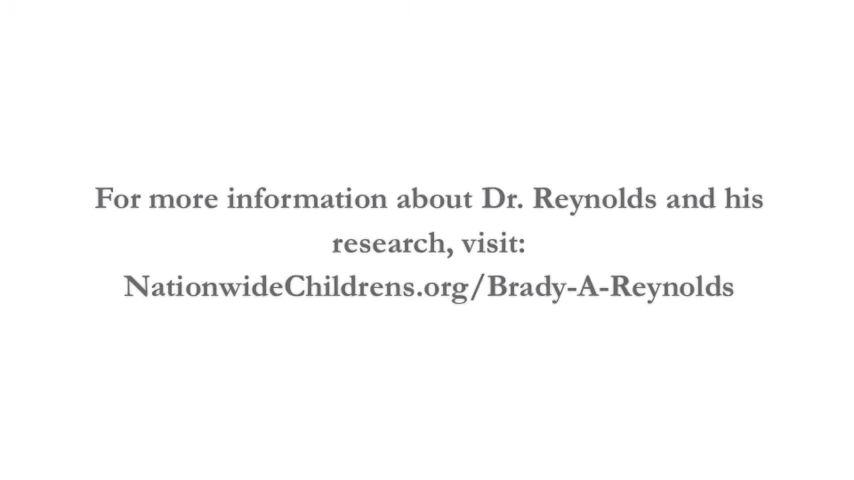 For more information about Dr. Reynolds and his
research, visit:
NationwideChildrens.org/Brady-A-Reynolds